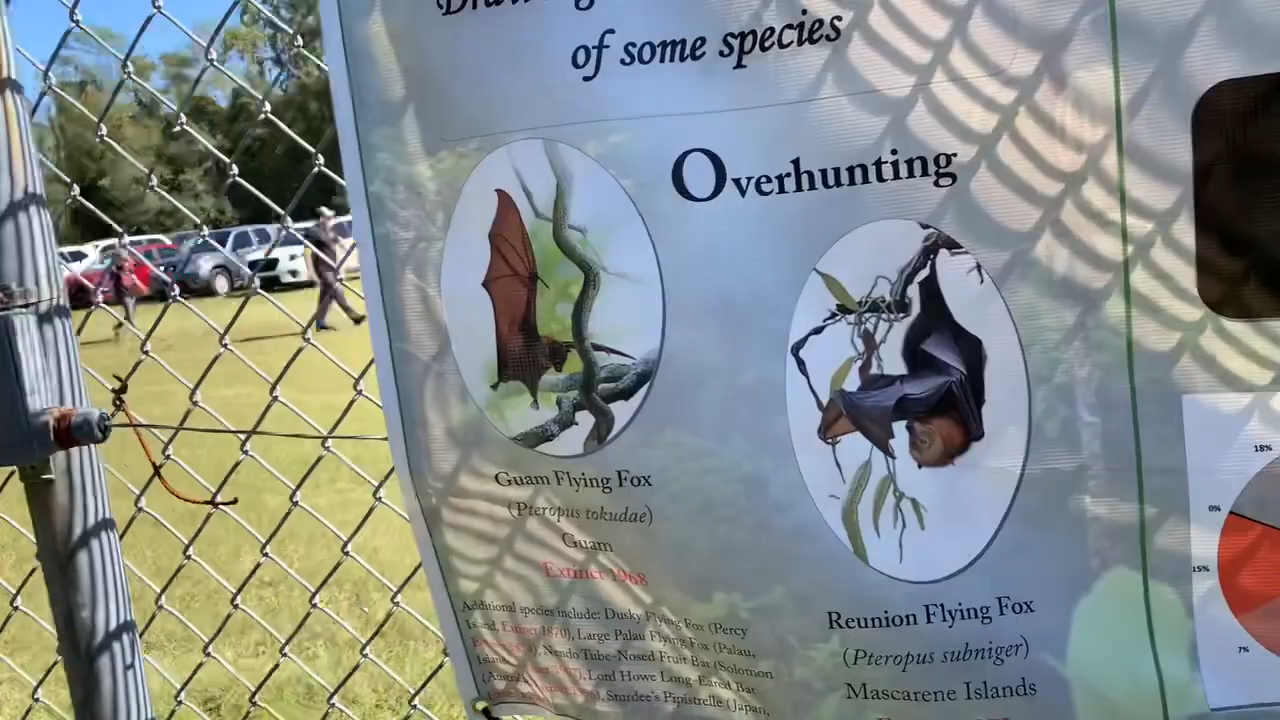 of some species
Overhunting
Guam Flying Fox
(Pteropus tokudae)
Guam
Extinct 1968
Additional species include: Dusky Flying Fox (Percy
Island, Extinct 1870), Large Palau Flying Fox (Palau,
Nendo Tube-Nosed Fruit Bat (Solomon
Island
Lord Howe Long-Eared Bat
Sturdee's Pipistrelle (Japan,
Reunion Flying Fox
(Pteropus subniger)
Mascarene Islands
18%
0%
15%
7%